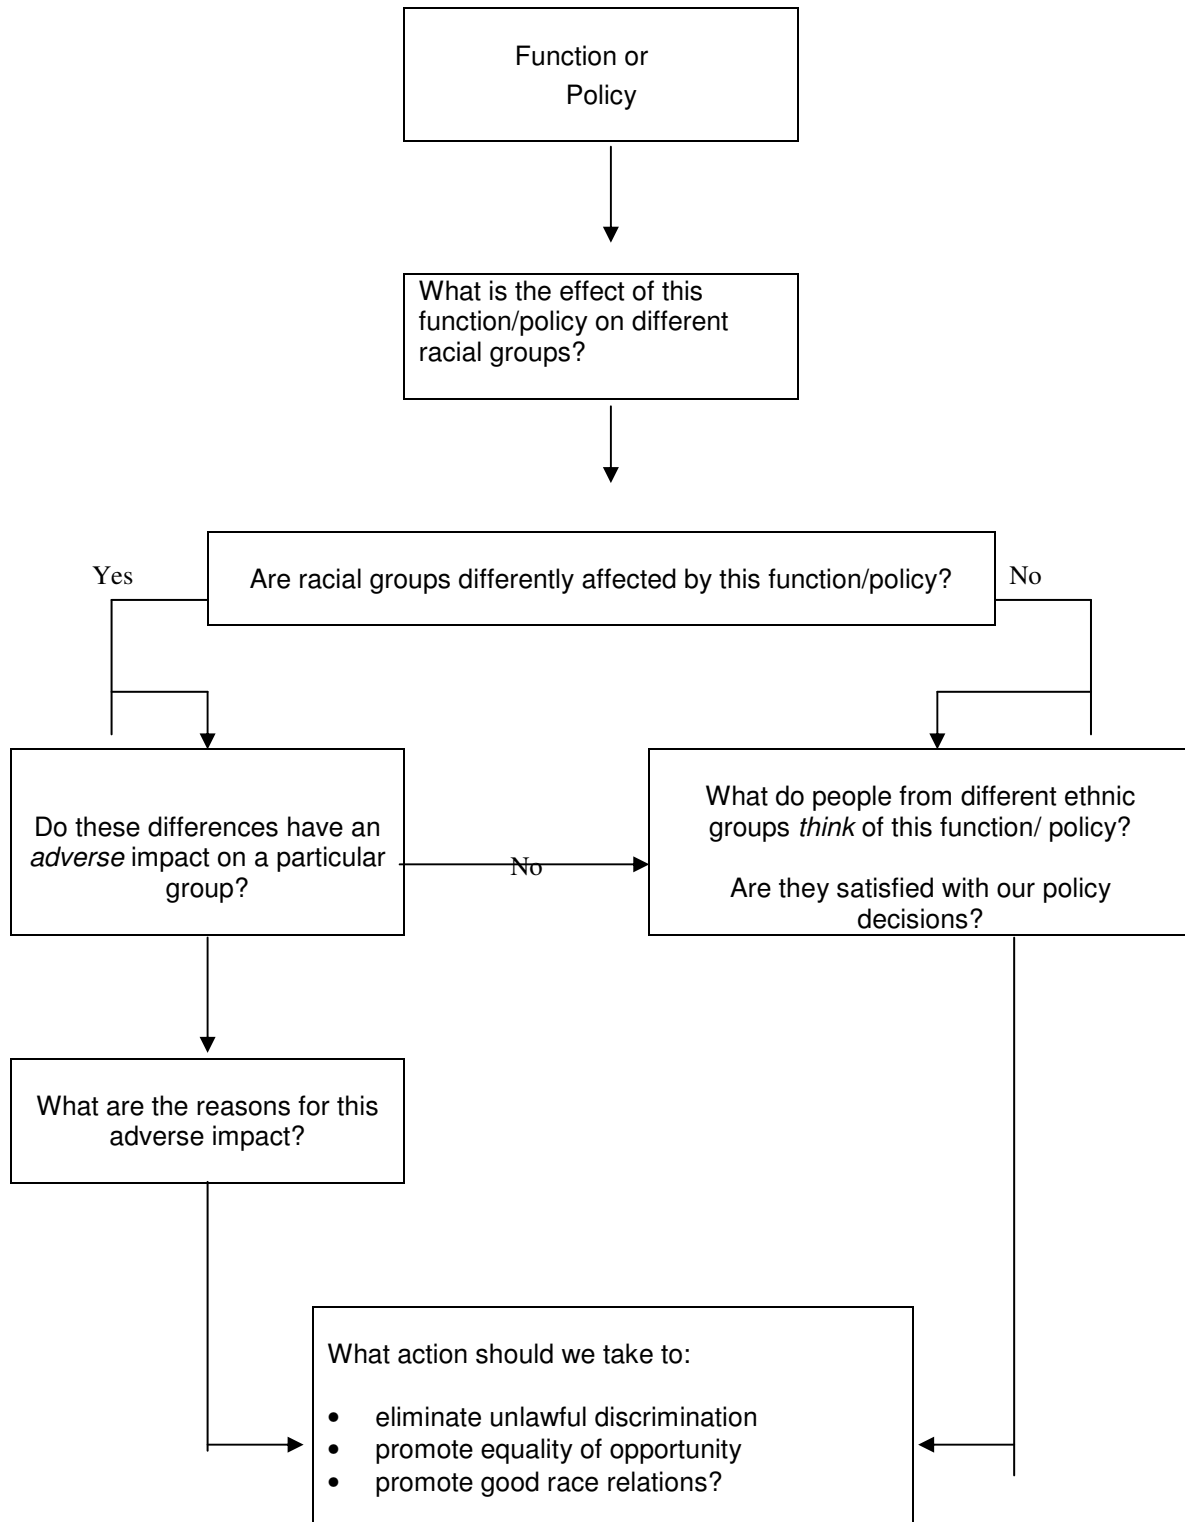 Function or
Policy
What is the effect of this
function/policy on different
racial groups?
Yes
Are racial groups differently affected by this function/policy?
No
Do these differences have an
adverse impact on a particular
group?
No
What do people from different ethnic
groups think of this function/ policy?
Are they satisfied with our policy
decisions?
What are the reasons for this
adverse impact?
What action should we take to:
• eliminate unlawful discrimination
• promote equality of opportunity
• promote good race relations?